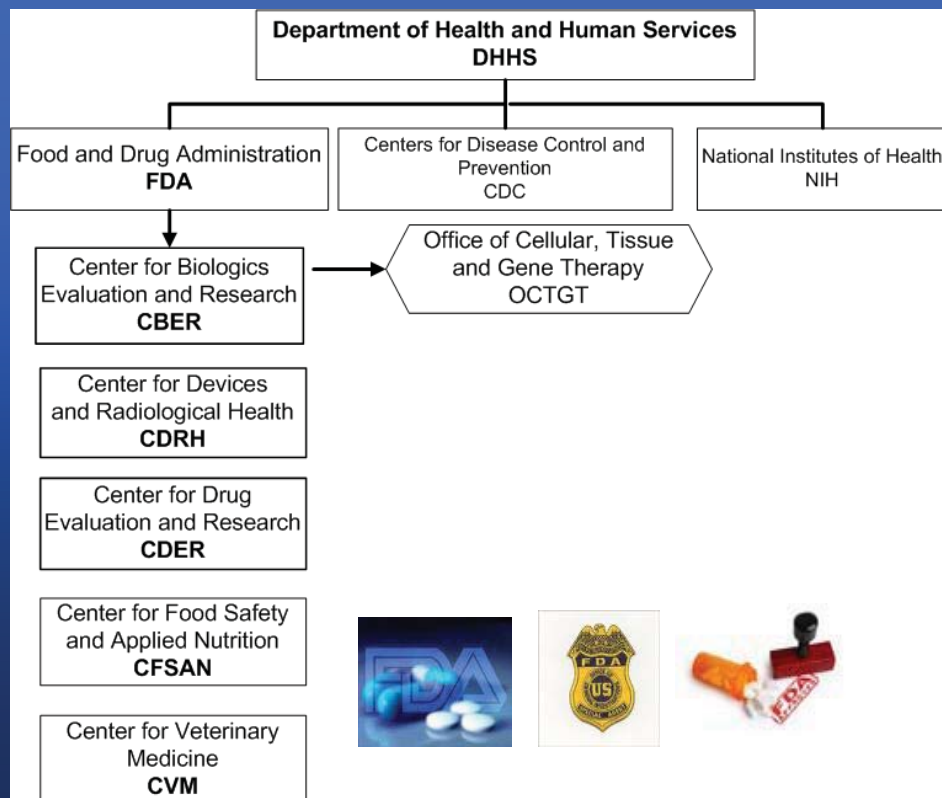 Department of Health and Human Services
DHHS
Food and Drug Administration
FDA
Centers for Disease Control and
Prevention
CDC
National Institutes of Health
NIH
Center for Biologics
Evaluation and Research
CBER
Office of Cellular, Tissue
and Gene Therapy
OCTGT
Center for Devices
and Radiological Health
CDRH
Center for Drug
Evaluation and Research
CDER
Center for Food Safety
and Applied Nutrition
CFSAN
Center for Veterinary
Medicine
CVM
FDA
FDA
US
SPECIAL AGENT
FDA